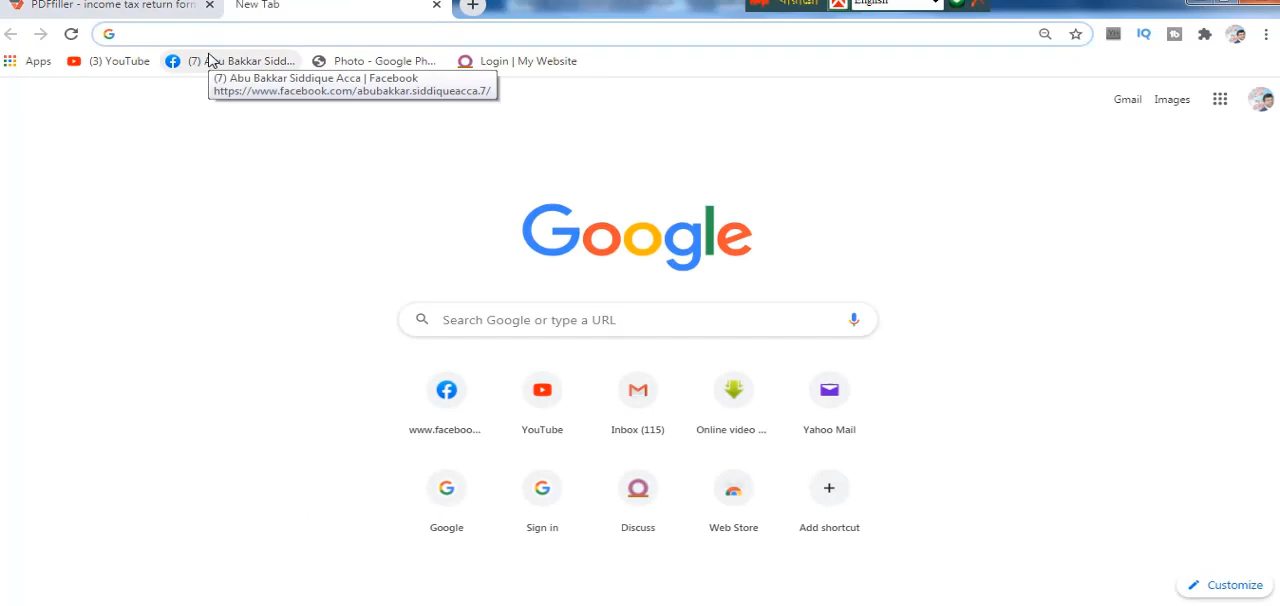 PDFfiller - income tax return form
New Tab
English
Apps
(3) YouTube
(7) Abu Bakkar Sidd...
Photo - Google Ph...
Login | My Website
(7) Abu Bakkar Siddique Acca | Facebook
https://www.facebook.com/abubakkar.siddiqueacca.7/
Gmail
Images
Google
Search Google or type a URL
www.faceboo...
YouTube
Inbox (115)
Online video ...
Yahoo Mail
Google
Sign in
Discuss
Web Store
Add shortcut
Customize